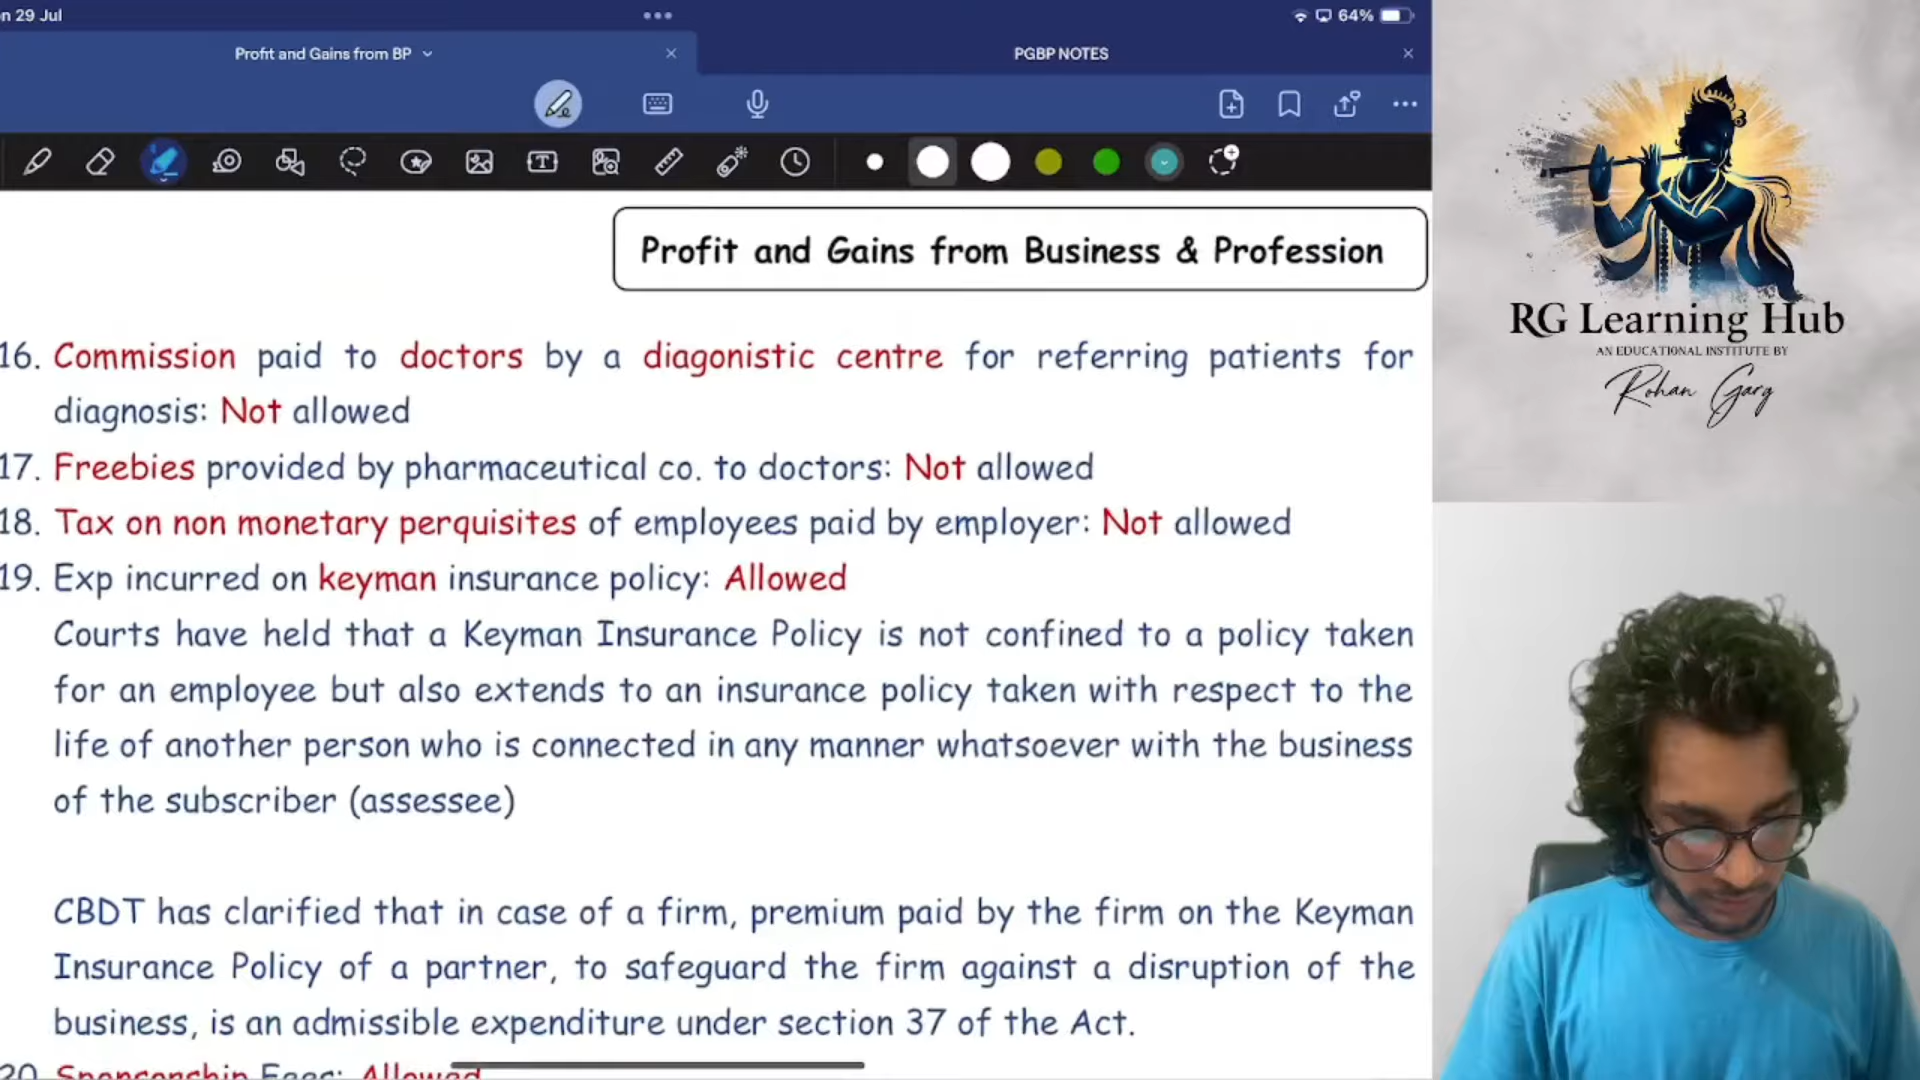 n 29 Jul
64%
Profit and Gains from BP
PGBP NOTES
Profit and Gains from Business & Profession
16. Commission paid to doctors by a diagonistic centre for referring patients for
diagnosis: Not allowed
17. Freebies provided by pharmaceutical co. to doctors: Not allowed
18. Tax on non monetary perquisites of employees paid by employer: Not allowed
19. Exp incurred on keyman insurance policy: Allowed
Courts have held that a Keyman Insurance Policy is not confined to a policy taken
for an employee but also extends to an insurance policy taken with respect to the
life of another person who is connected in any manner whatsoever with the business
of the subscriber (assessee)
CBDT has clarified that in case of a firm, premium paid by the firm on the Keyman
Insurance Policy of a partner, to safeguard the firm against a disruption of the
business, is an admissible expenditure under section 37 of the Act.
20. Sponsorship Fees: Allowed
RG Learning Hub
AN EDUCATIONAL INSTITUTE BY
Rohan Garg